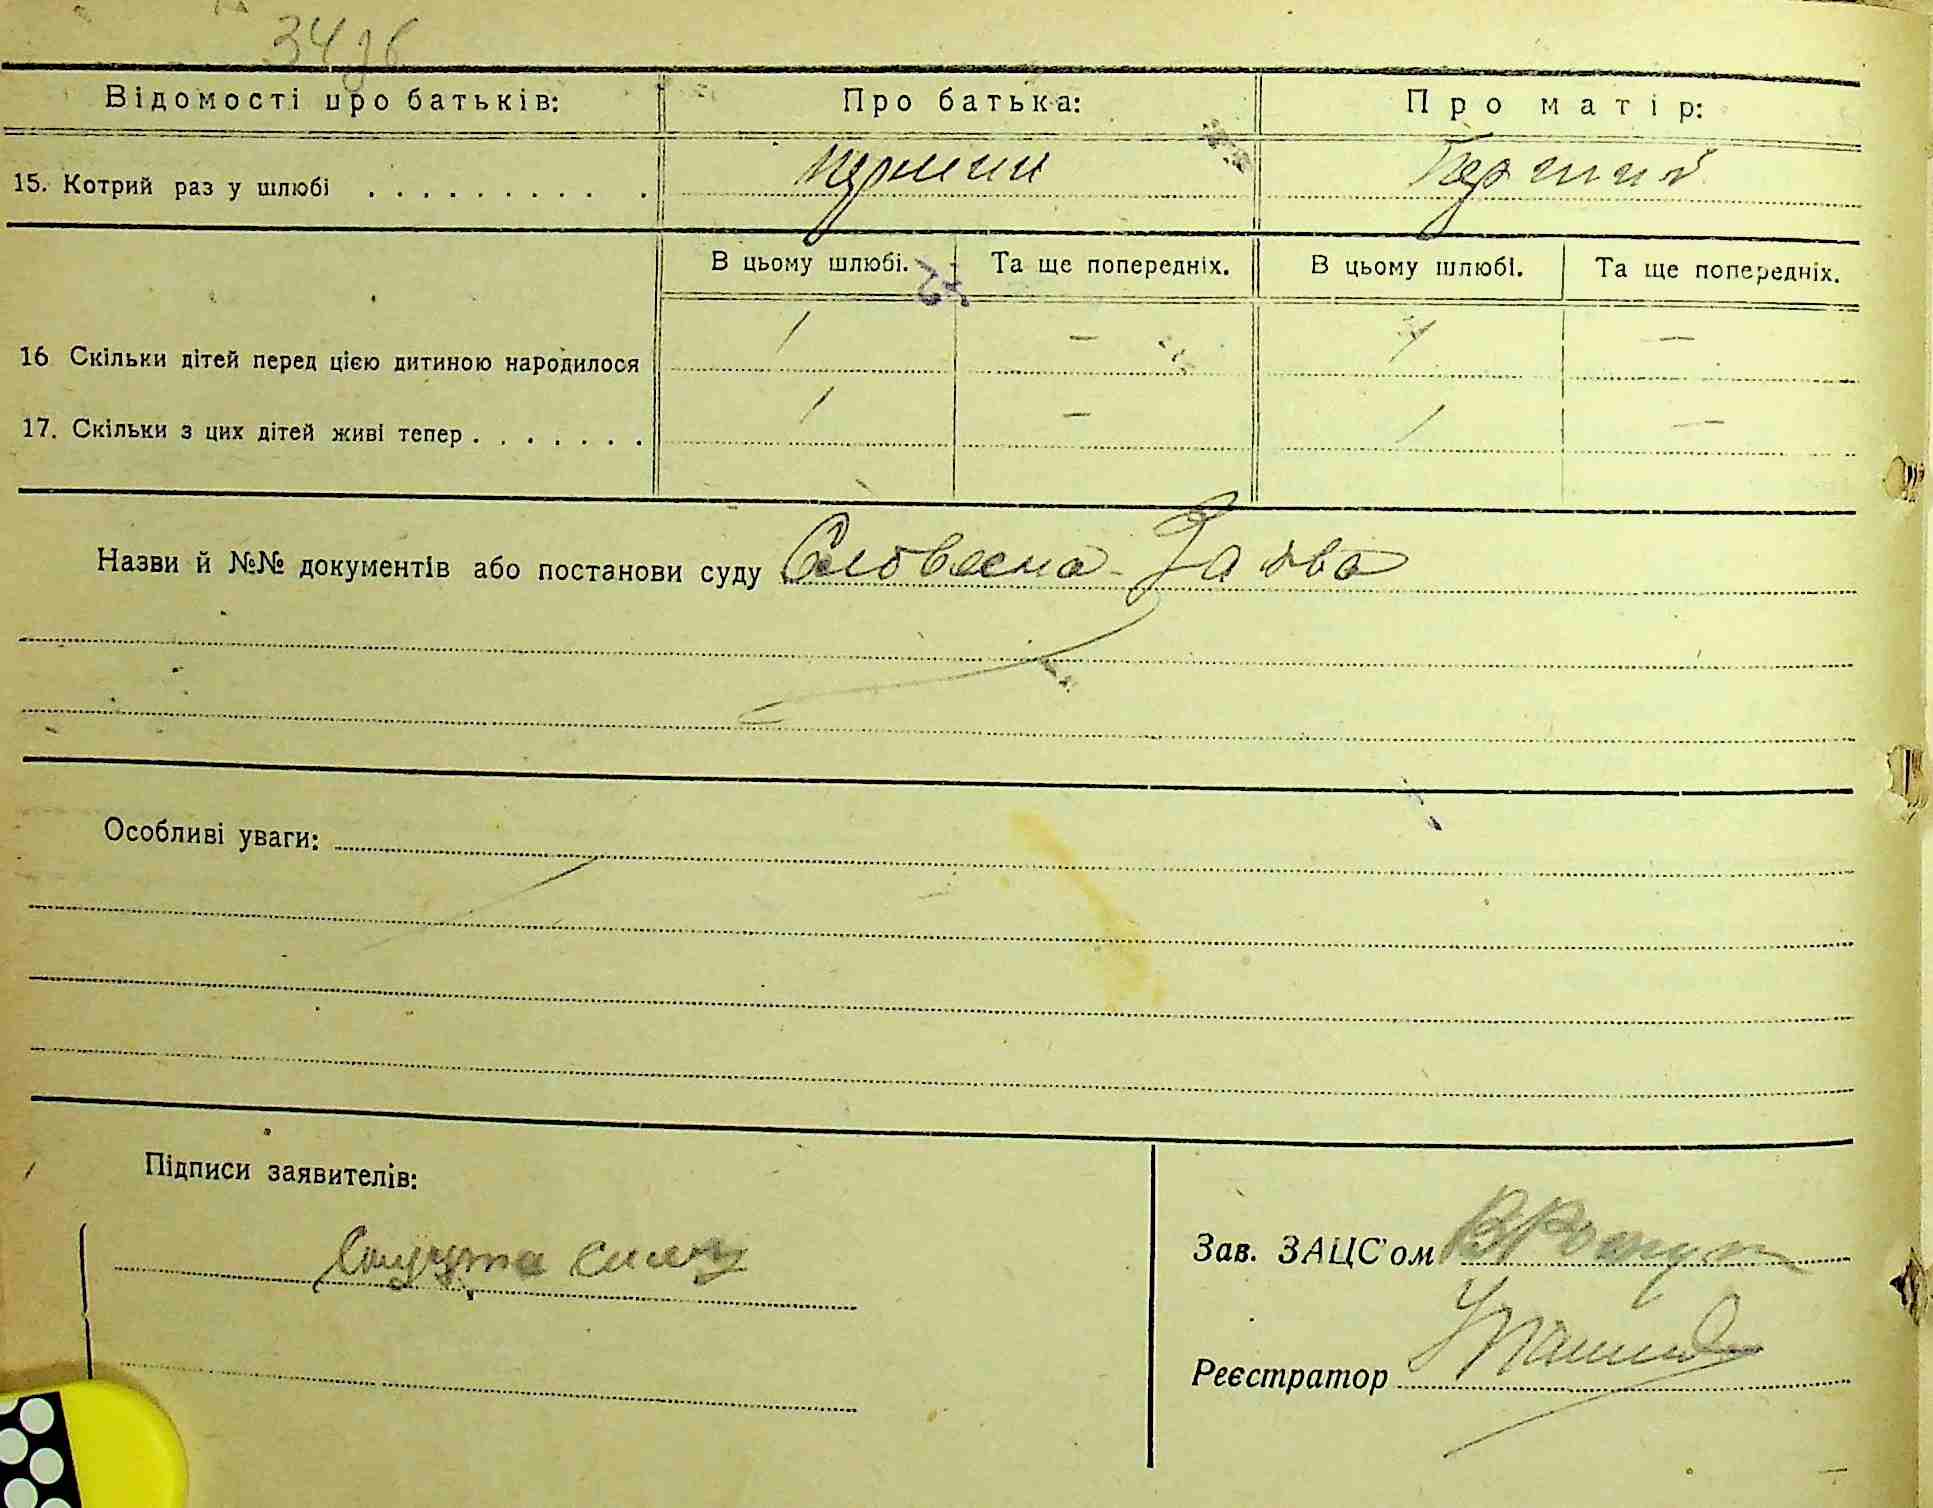 Відомості про батьків: Про батька: Про матір:
15. Котрий раз у шлюбі . . . . . . . . . . перший Перший
В цьому шлюбі. Та ще попередніх. В цьому шлюбі. Та ще попередніх.
16 Скільки дітей перед цією дитиною народилося 1 — 1 —
17. Скільки з цих дітей живі тепер . . . . . . . 1 — 1 —
Назви й №№ документів або постанови суду Словесна Заява
Особливі уваги:
Підписи заявителів:
Зав. ЗАЦС'ом
Реєстратор